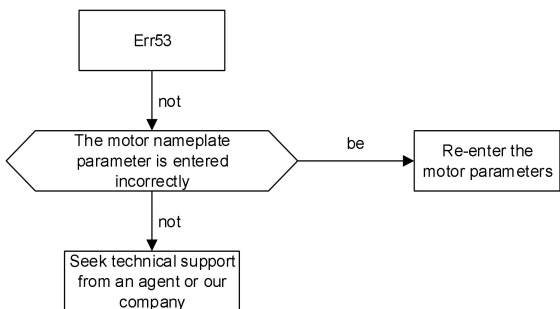 Err53
not
The motor nameplate
parameter is entered
incorrectly
be
Re-enter the
motor parameters
not
Seek technical support
from an agent or our
company